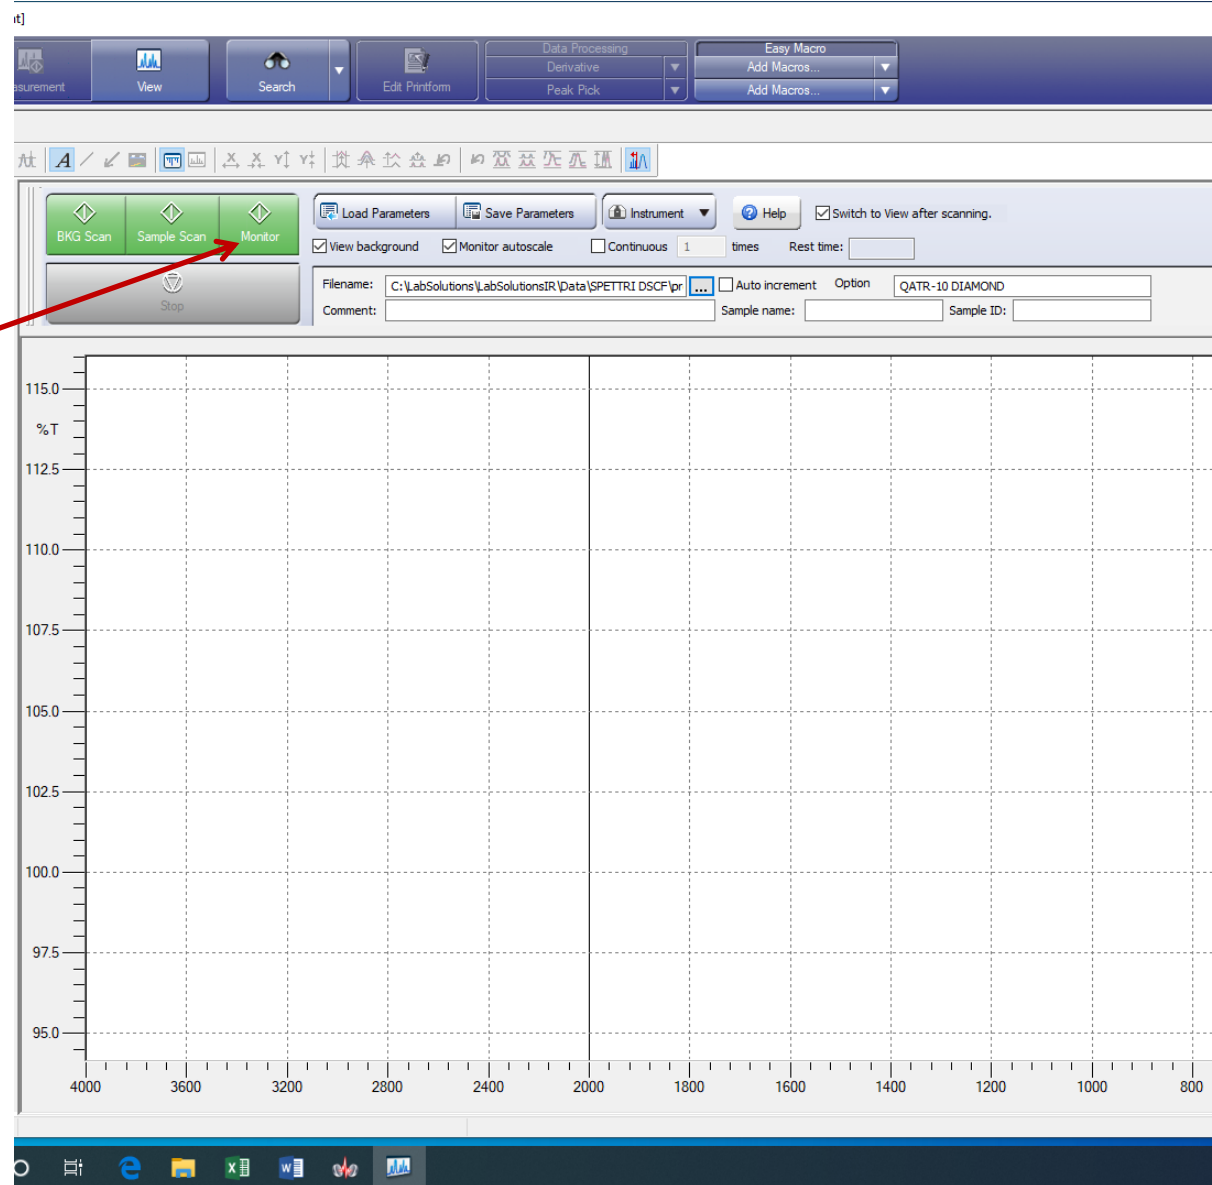 nt]
Data Processing
Easy Macro
asurement
View
Search
Edit Printform
Derivative
Add Macros...
Peak Pick
Add Macros...
BKG Scan
Sample Scan
Monitor
Load Parameters
Save Parameters
Instrument
Help
Switch to View after scanning.
View background
Monitor autoscale
Continuous
1
times
Rest time:
Stop
Filename:
C:\LabSolutions\LabSolutionsIR\Data\SPETTRI DSCF\pr
...
Auto increment
Option
QATR-10 DIAMOND
Comment:
Sample name:
Sample ID:
115.0
%T
112.5
110.0
107.5
105.0
102.5
100.0
97.5
95.0
4000 3600 3200 2800 2400 2000 1800 1600 1400 1200 1000 800